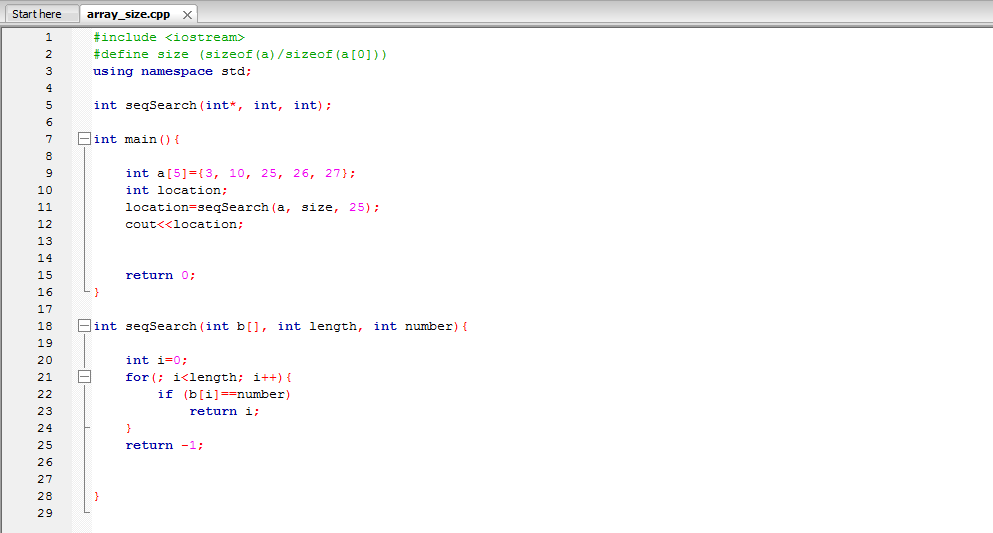 Start here array_size.cpp
1 #include <iostream>
2 #define size (sizeof(a)/sizeof(a[0]))
3 using namespace std;
4
5 int seqSearch(int*, int, int);
6
7 int main(){
8
9 int a[5]={3, 10, 25, 26, 27};
10 int location;
11 location=seqSearch(a, size, 25);
12 cout<<location;
13
14
15 return 0;
16 }
17
18 int seqSearch(int b[], int length, int number){
19
20 int i=0;
21 for(; i<length; i++){
22 if (b[i]==number)
23 return i;
24 }
25 return -1;
26
27
28 }
29